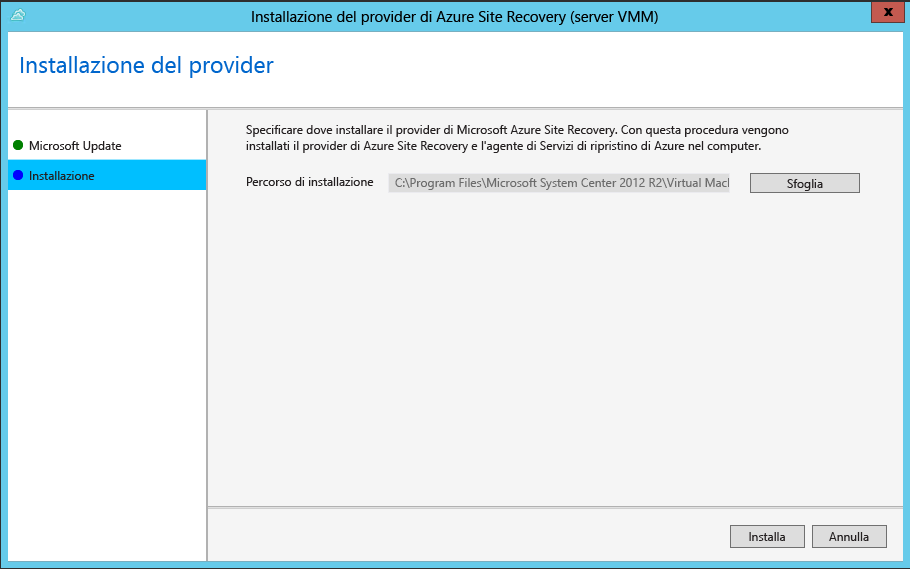 Installazione del provider di Azure Site Recovery (server VMM)
x
Installazione del provider
Microsoft Update
Installazione
Specificare dove installare il provider di Microsoft Azure Site Recovery. Con questa procedura vengono
installati il provider di Azure Site Recovery e l'agente di Servizi di ripristino di Azure nel computer.
Percorso di installazione
C:\Program Files\Microsoft System Center 2012 R2\Virtual Mac
Sfoglia
Installa
Annulla